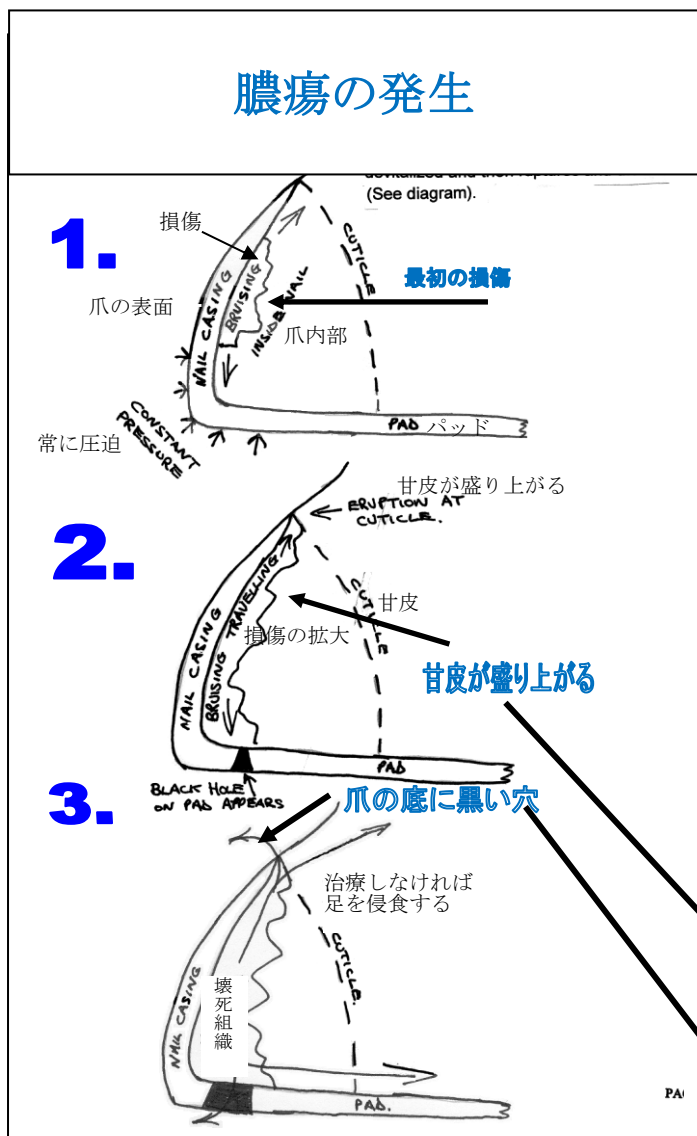 膿瘍の発生
(See diagram).
1.
損傷
最初の損傷
爪の表面
爪内部
NAIL CASING
BRUISING
INSIDE NAIL
CUTICLE
常に圧迫
CONSTANT
PRESSURE
PAD パッド
2.
甘皮が盛り上がる
ERUPTION AT
CUTICLE.
NAIL CASING
BRUISING TRAVELLING
損傷の拡大
甘皮
CUTICLE
甘皮が盛り上がる
PAD
BLACK HOLE
ON PAD APPEARS
爪の底に黒い穴
3.
治療しなければ
足を侵食する
NAIL CASING
壊死組織
CUTICLE.
PAD.